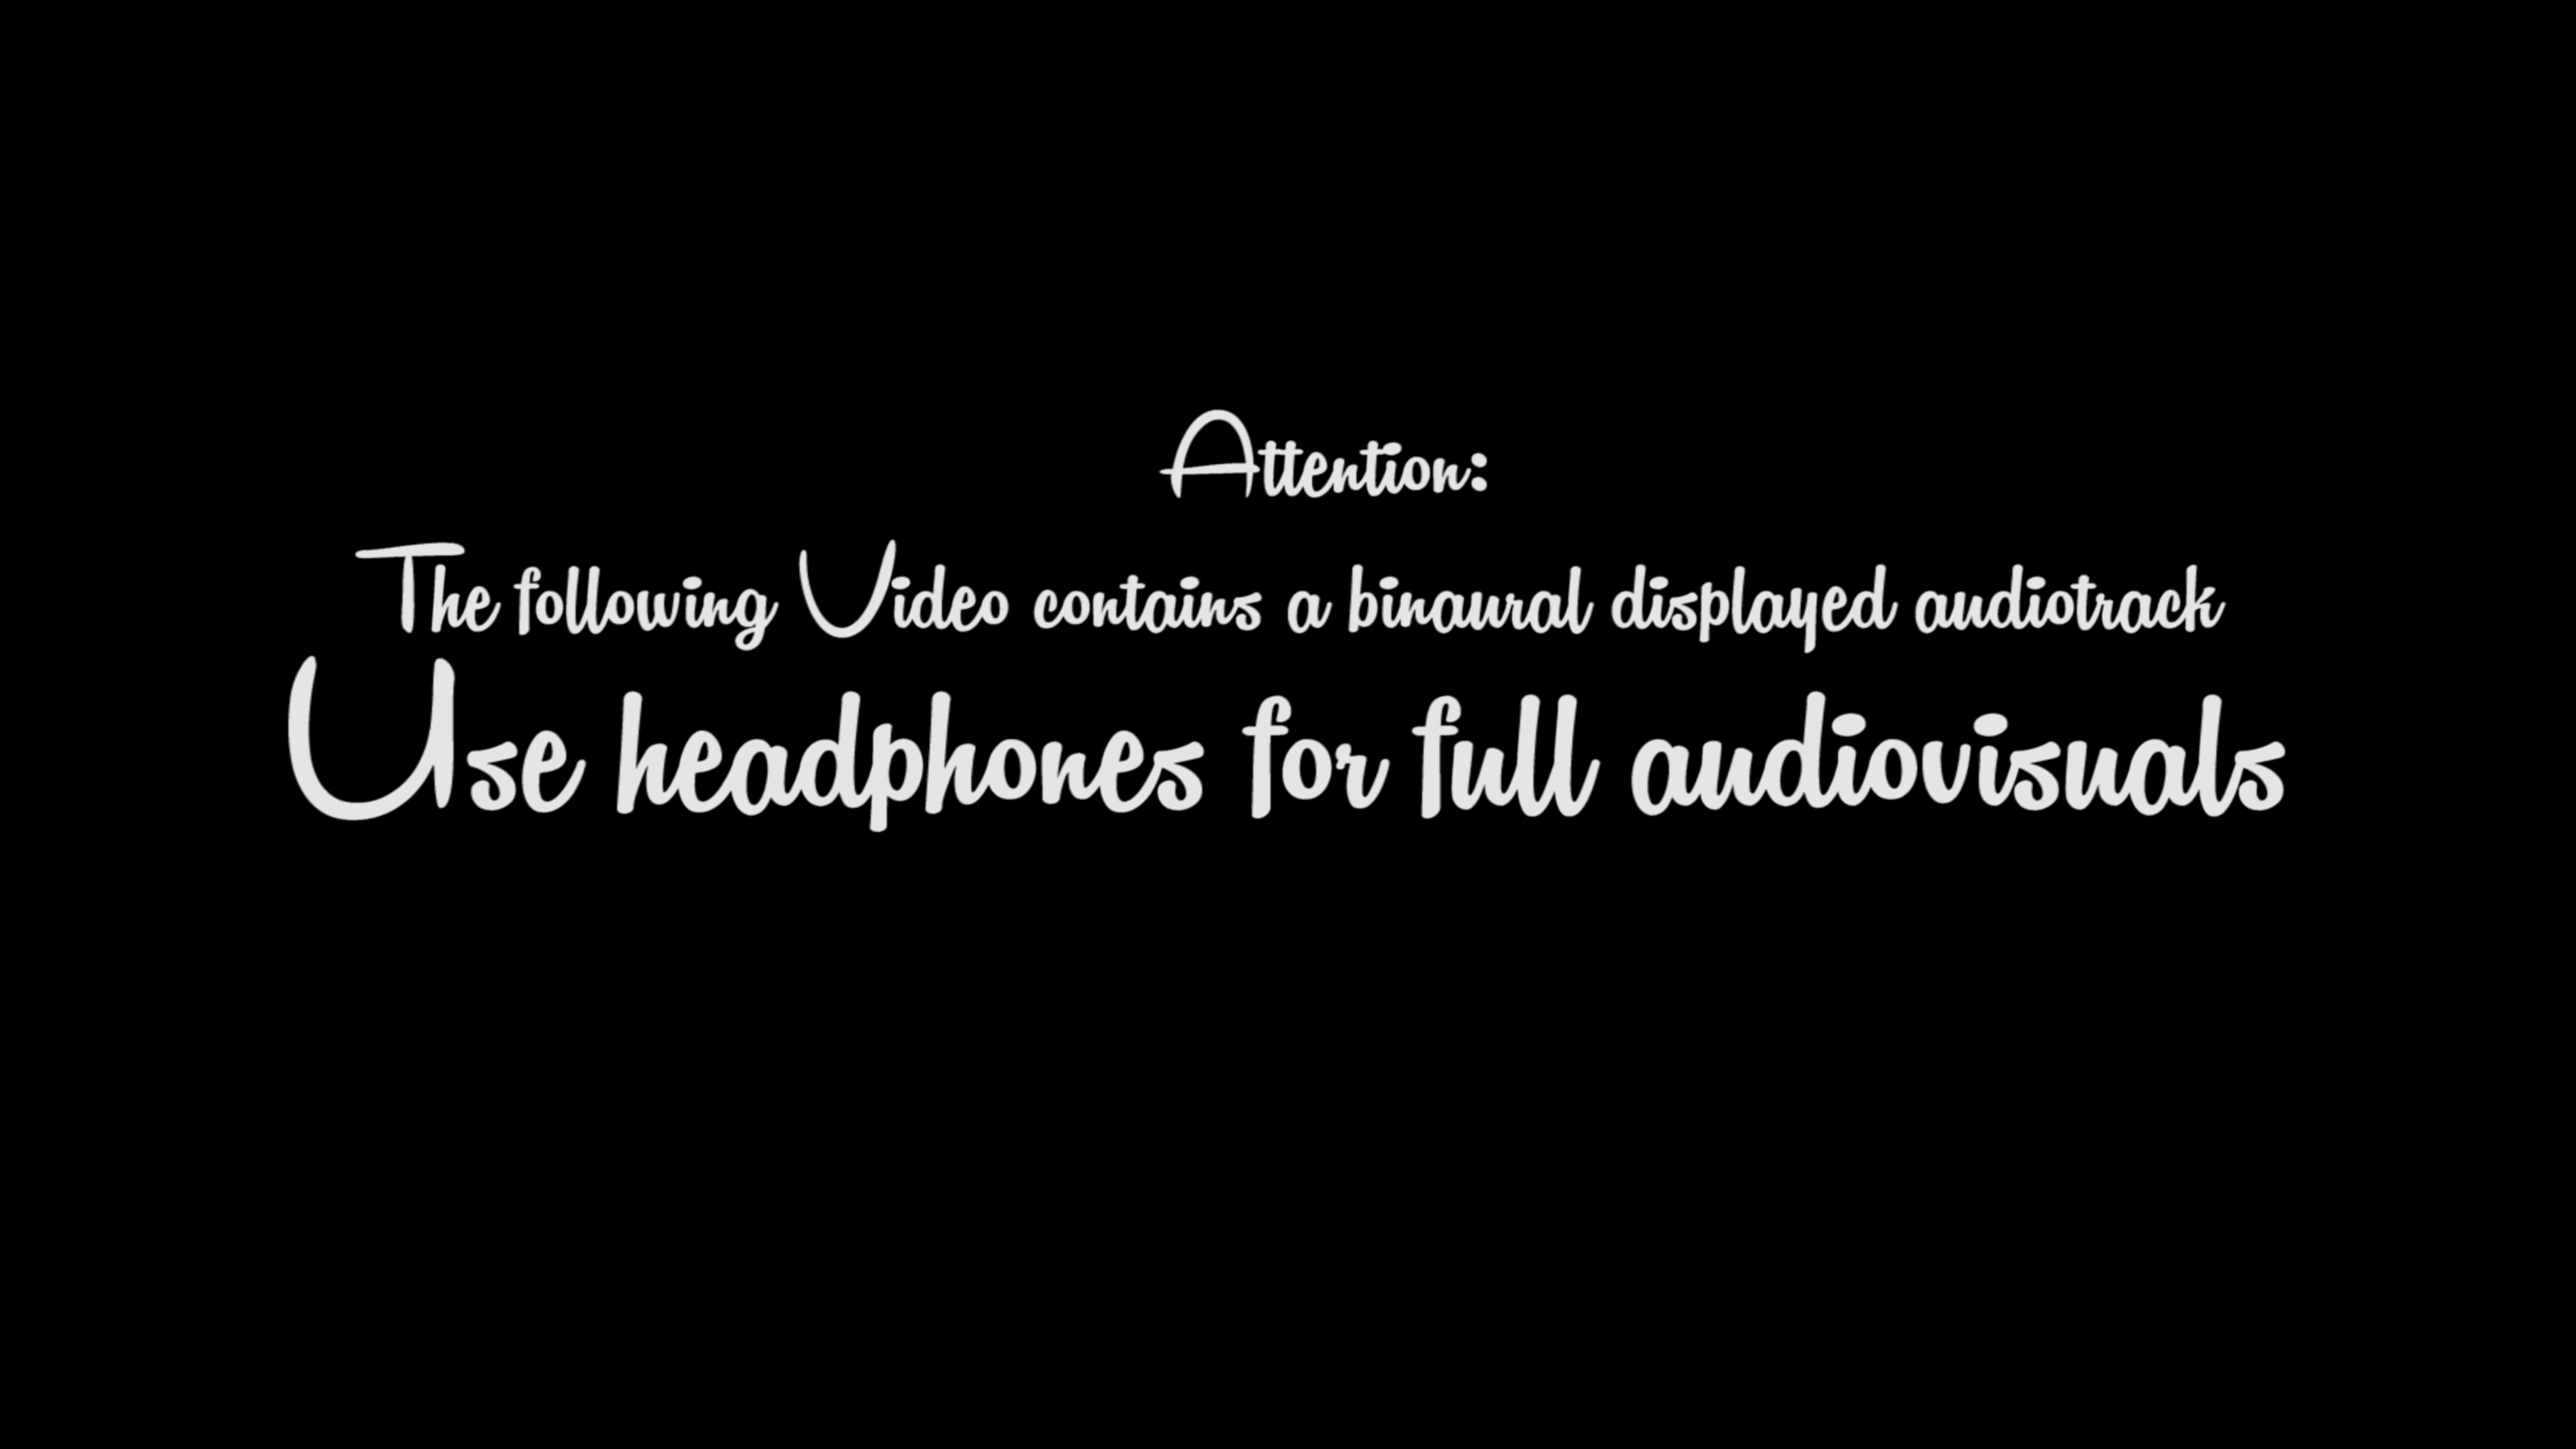 Attention:
The following Video contains a binaural displayed audiotrack
Use headphones for full audiovisuals